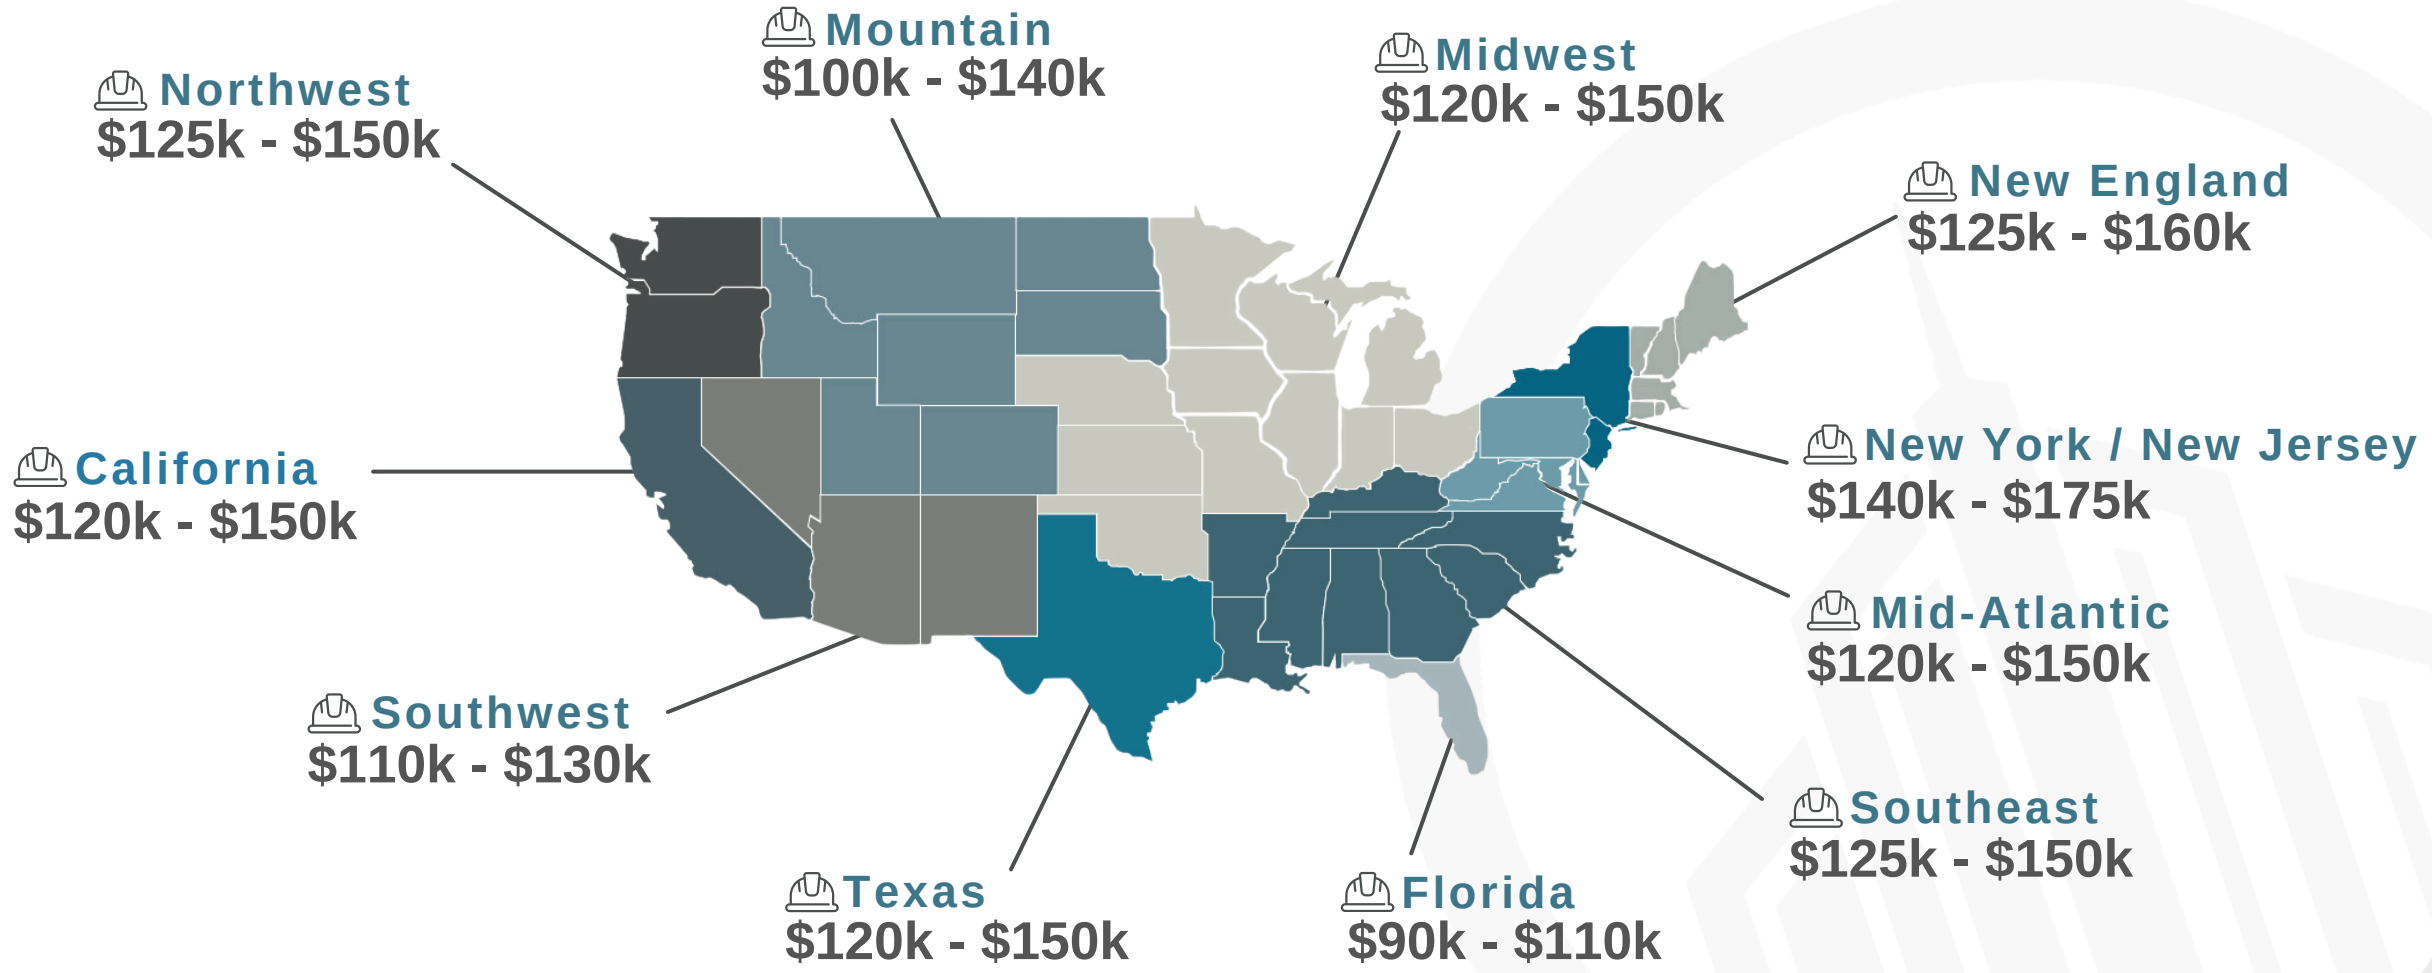 Mountain
$100k - $140k
Midwest
$120k - $150k
Northwest
$125k - $150k
New England
$125k - $160k
California
$120k - $150k
New York / New Jersey
$140k - $175k
Mid-Atlantic
$120k - $150k
Southwest
$110k - $130k
Southeast
$125k - $150k
Texas
$120k - $150k
Florida
$90k - $110k